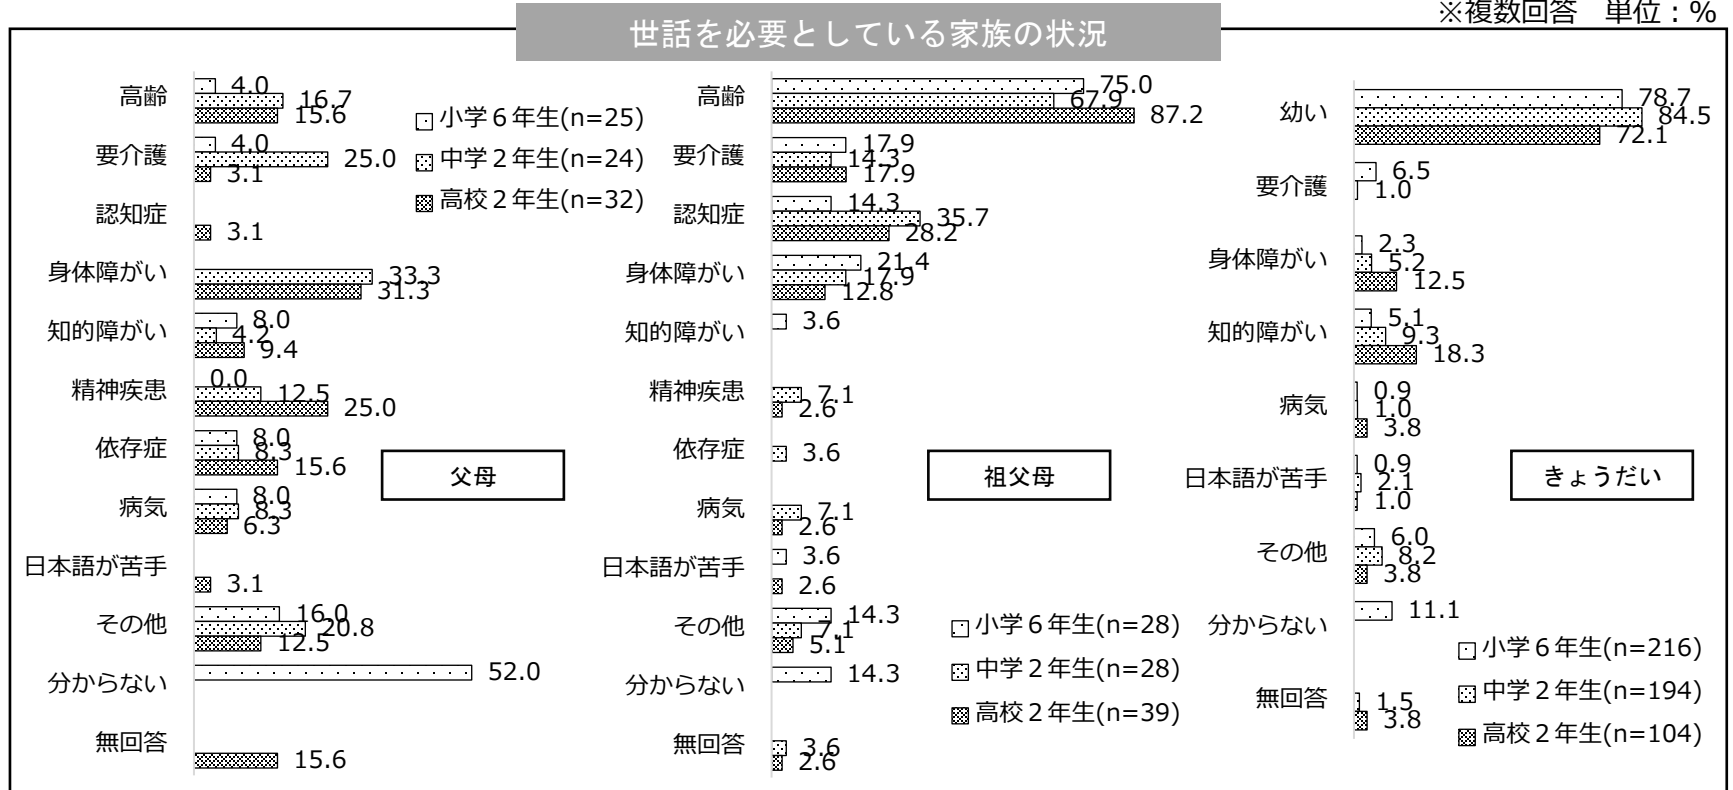 ※複数回答　単位：%
世話を必要としている家族の状況
高齢 4.0 16.7 15.6
要介護 4.0 25.0 3.1
認知症 3.1
身体障がい 33.3 31.3
知的障がい 8.0 4.2 9.4
精神疾患 0.0 12.5 25.0
依存症 8.0 8.3 15.6
病気 8.0 8.3 6.3
日本語が苦手 3.1
その他 16.0 20.8 12.5
分からない 52.0
無回答 15.6
小学６年生(n=25)
中学２年生(n=24)
高校２年生(n=32)
父母
高齢 75.0 67.9 87.2
要介護 17.9 14.3 17.9
認知症 14.3 35.7 28.2
身体障がい 21.4 17.9 12.8
知的障がい 3.6
精神疾患 7.1 2.6
依存症 3.6
病気 7.1 2.6
日本語が苦手 3.6 2.6
その他 14.3 7.1 5.1
分からない 14.3
無回答 3.6 2.6
祖父母
小学６年生(n=28)
中学２年生(n=28)
高校２年生(n=39)
幼い 78.7 84.5 72.1
要介護 6.5 1.0
身体障がい 2.3 5.2 12.5
知的障がい 5.1 9.3 18.3
病気 0.9 1.0 3.8
日本語が苦手 0.9 2.1 1.0
その他 6.0 8.2 3.8
分からない 11.1
無回答 1.5 3.8
きょうだい
小学６年生(n=216)
中学２年生(n=194)
高校２年生(n=104)